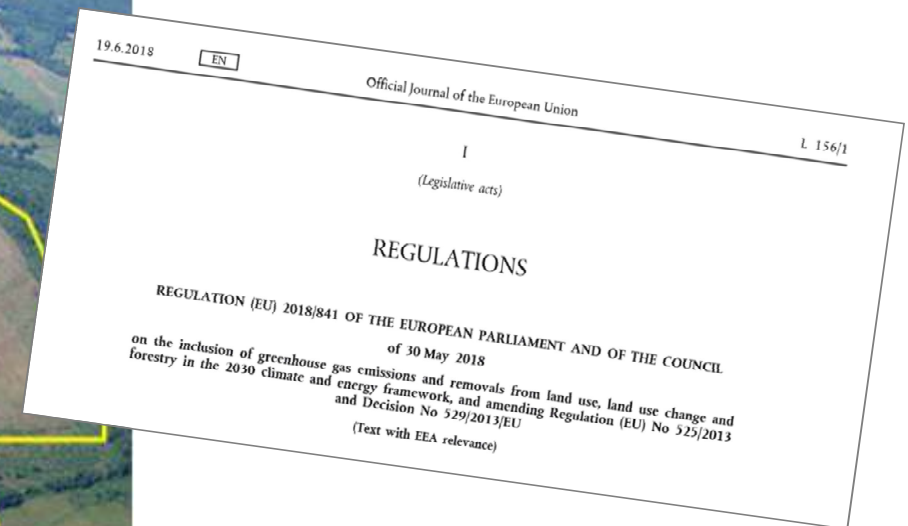 19.6.2018
EN
Official Journal of the European Union
L 156/1
I
(Legislative acts)
REGULATIONS
REGULATION (EU) 2018/841 OF THE EUROPEAN PARLIAMENT AND OF THE COUNCIL
of 30 May 2018
on the inclusion of greenhouse gas emissions and removals from land use, land use change and
forestry in the 2030 climate and energy framework, and amending Regulation (EU) No 525/2013
and Decision No 529/2013/EU
(Text with EEA relevance)